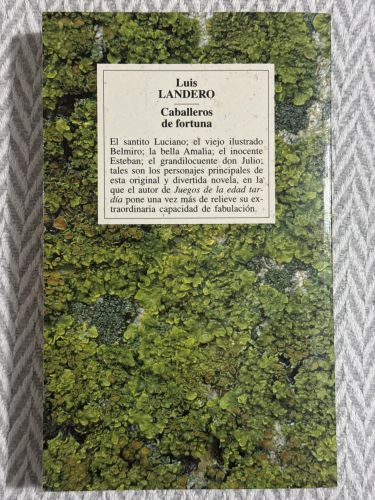 Luis
LANDERO
Caballeros
de fortuna
El santito Luciano; el viejo ilustrado
Belmiro; la bella Amalia; el inocente
Esteban; el grandilocuente don Julio;
tales son los personajes principales de
esta original y divertida novela, en la
que el autor de Juegos de la edad tar-
día pone una vez más de relieve su ex-
traordinaria capacidad de fabulación.